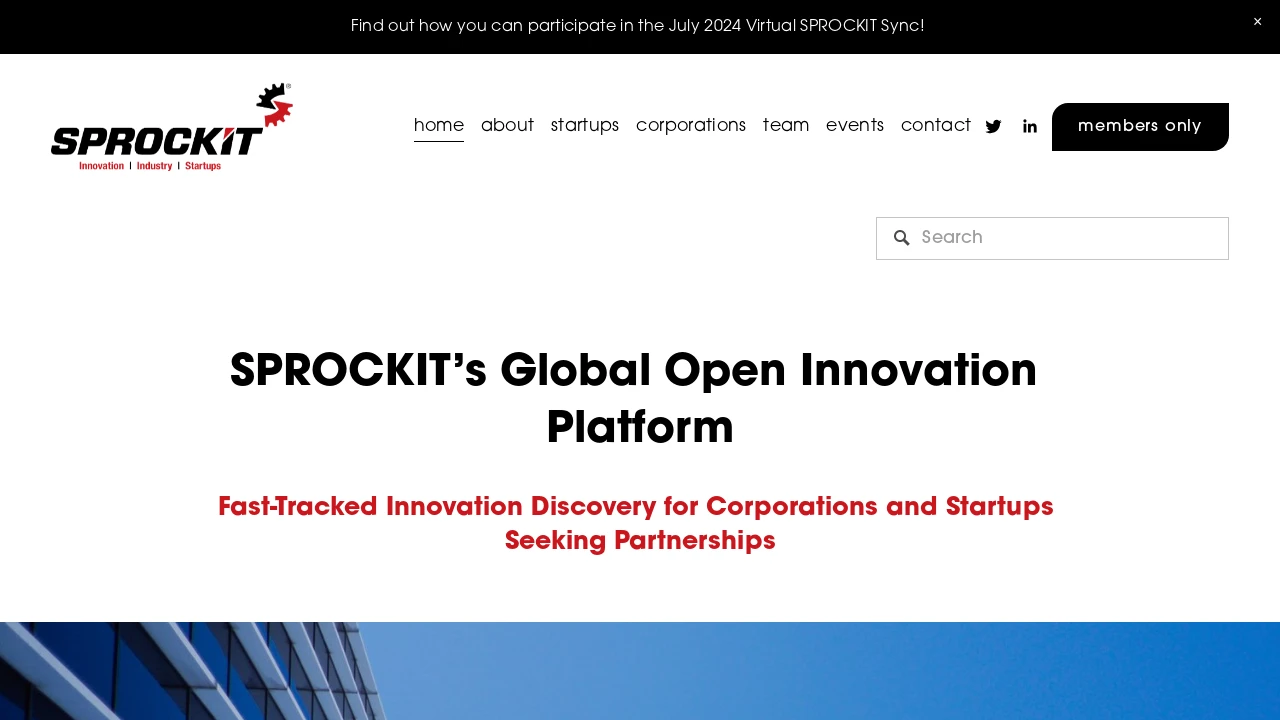 Find out how you can participate in the July 2024 Virtual SPROCKIT Sync!
×
SPROCKIT®
Innovation | Industry | Startups
home about startups corporations team events contact members only
Search
SPROCKIT’s Global Open Innovation
Platform
Fast-Tracked Innovation Discovery for Corporations and Startups
Seeking Partnerships